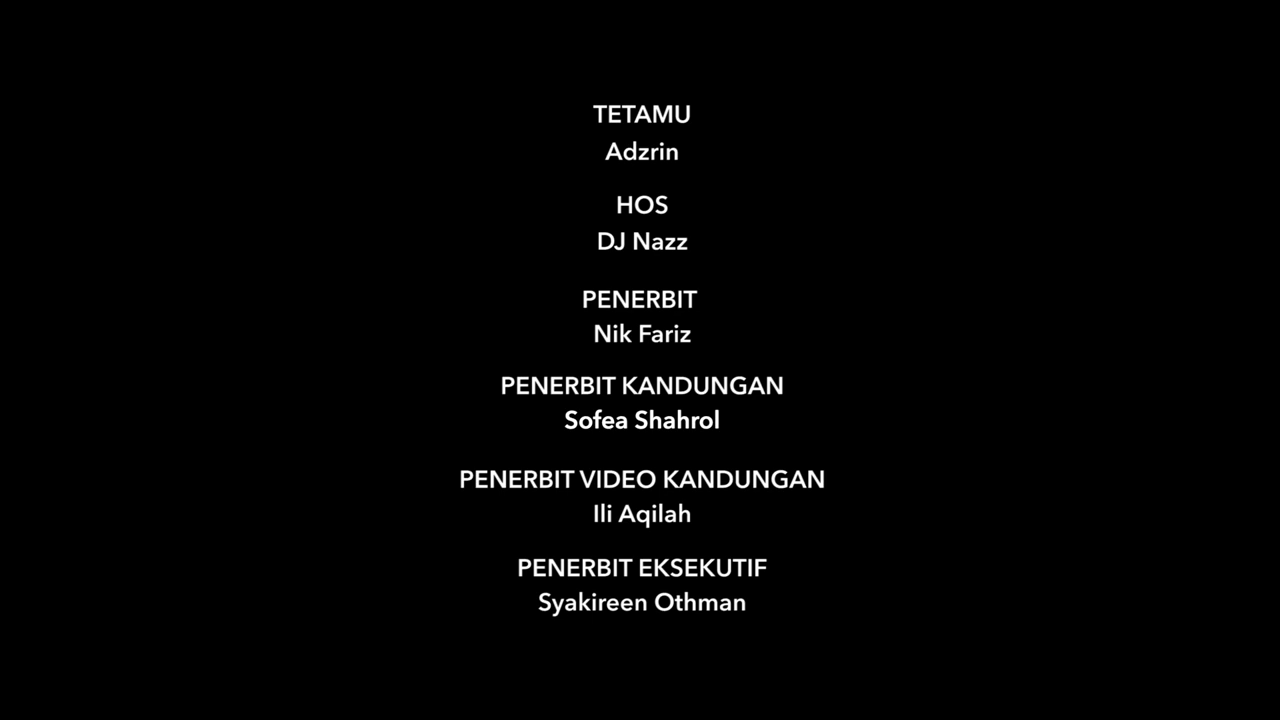 TETAMU
Adzrin
HOS
DJ Nazz
PENERBIT
Nik Fariz
PENERBIT KANDUNGAN
Sofea Shahrol
PENERBIT VIDEO KANDUNGAN
Ili Aqilah
PENERBIT EKSEKUTIF
Syakireen Othman